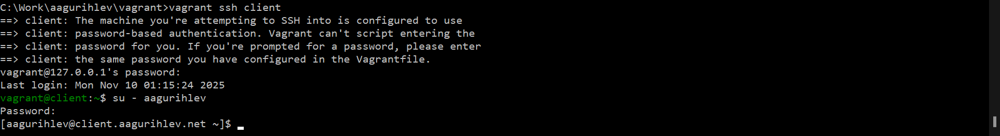 C:\Work\aagurihlev\vagrant>vagrant ssh client
==> client: The machine you're attempting to SSH into is configured to use
==> client: password-based authentication. Vagrant can't script entering the
==> client: password for you. If you're prompted for a password, please enter
==> client: the same password you have configured in the Vagrantfile.
vagrant@127.0.0.1's password:
Last login: Mon Nov 10 01:15:24 2025
vagrant@client:~$ su - aagurihlev
Password:
[aagurihlev@client.aagurihlev.net ~]$